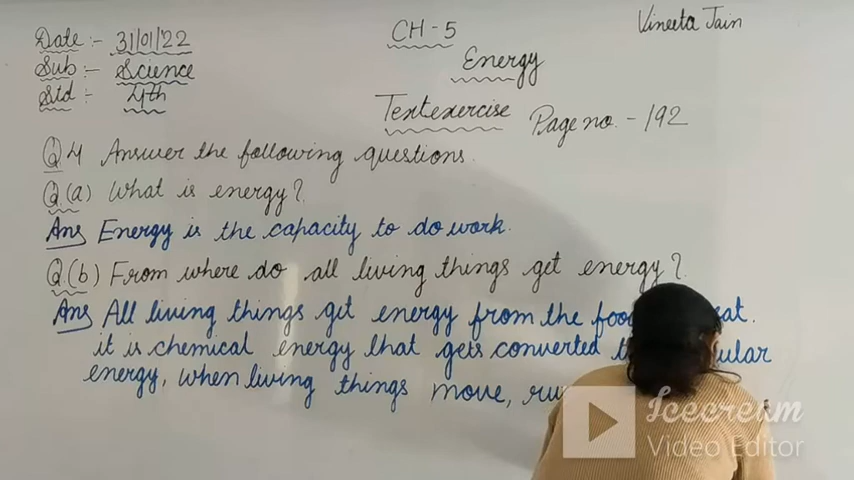 Date :- 31/01/22
CH - 5
Vineeta Jain
Sub :- Science
Energy
Std :- 4th
Textexercise Page no. - 192
Q 4 Answer the following questions.
Q.(a) What is energy?
Ans Energy is the capacity to do work.
Q.(b) From where do all living things get energy?
Ans All living things get energy from the eat.
it is chemical energy that gets converted
energy, when living things move,
Icecream
Video Editor